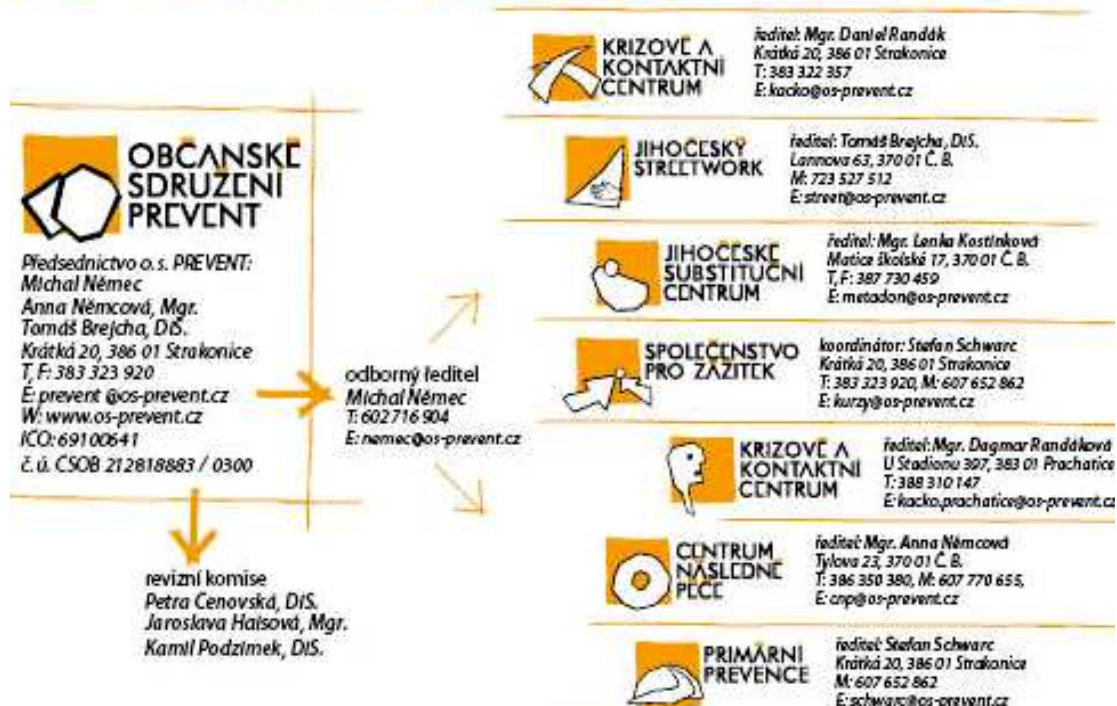 OBČANSKÉ
SDRUŽENÍ
PREVENT
Předsednictvo o. s. PREVENT:
Michal Němec
Anna Němcová, Mgr.
Tomáš Brejcha, DiS.
Krátká 20, 386 01 Strakonice
T, F: 383 323 920
E: prevent @os-prevent.cz
W: www.os-prevent.cz
ICO: 69100641
č. ú. ČSOB 212818883 / 0300
revizní komise
Petra Cenovská, DiS.
Jaroslava Haisová, Mgr.
Kamil Podzimek, DiS.
odborný ředitel
Michal Němec
T: 602 716 904
E: nemec@os-prevent.cz
KRIZOVÉ A
KONTAKTNÍ
CENTRUM
ředitel: Mgr. Daniel Randák
Krátká 20, 386 01 Strakonice
T: 383 322 357
E: kacko@os-prevent.cz
JIHOČESKÝ
STREETWORK
ředitel: Tomáš Brejcha, DiS.
Lannova 63, 370 01 Č. B.
M: 723 527 512
E: street@os-prevent.cz
JIHOČESKÉ
SUBSTITUČNÍ
CENTRUM
ředitel: Mgr. Lenka Kostínková
Matice školské 17, 370 01 Č. B.
T, F: 387 730 459
E: metadon@os-prevent.cz
SPOLEČENSTVO
PRO ZÁŽITEK
koordinátor: Stefan Schwarc
Krátká 20, 386 01 Strakonice
T: 383 323 920, M: 607 652 862
E: kurzy@os-prevent.cz
KRIZOVÉ A
KONTAKTNÍ
CENTRUM
ředitel: Mgr. Dagmar Randáková
U Stadionu 397, 383 01 Prachatice
T: 388 310 147
E: kacko.prachatice@os-prevent.cz
CENTRUM
NÁSLEDNÉ
PÉČE
ředitel: Mgr. Anna Němcová
Tylova 23, 370 01 Č. B.
T: 386 350 380, M: 607 770 655,
E: cnp@os-prevent.cz
PRIMÁRNÍ
PREVENCE
ředitel: Stefan Schwarc
Krátká 20, 386 01 Strakonice
M: 607 652 862
E: schwarc@os-prevent.cz